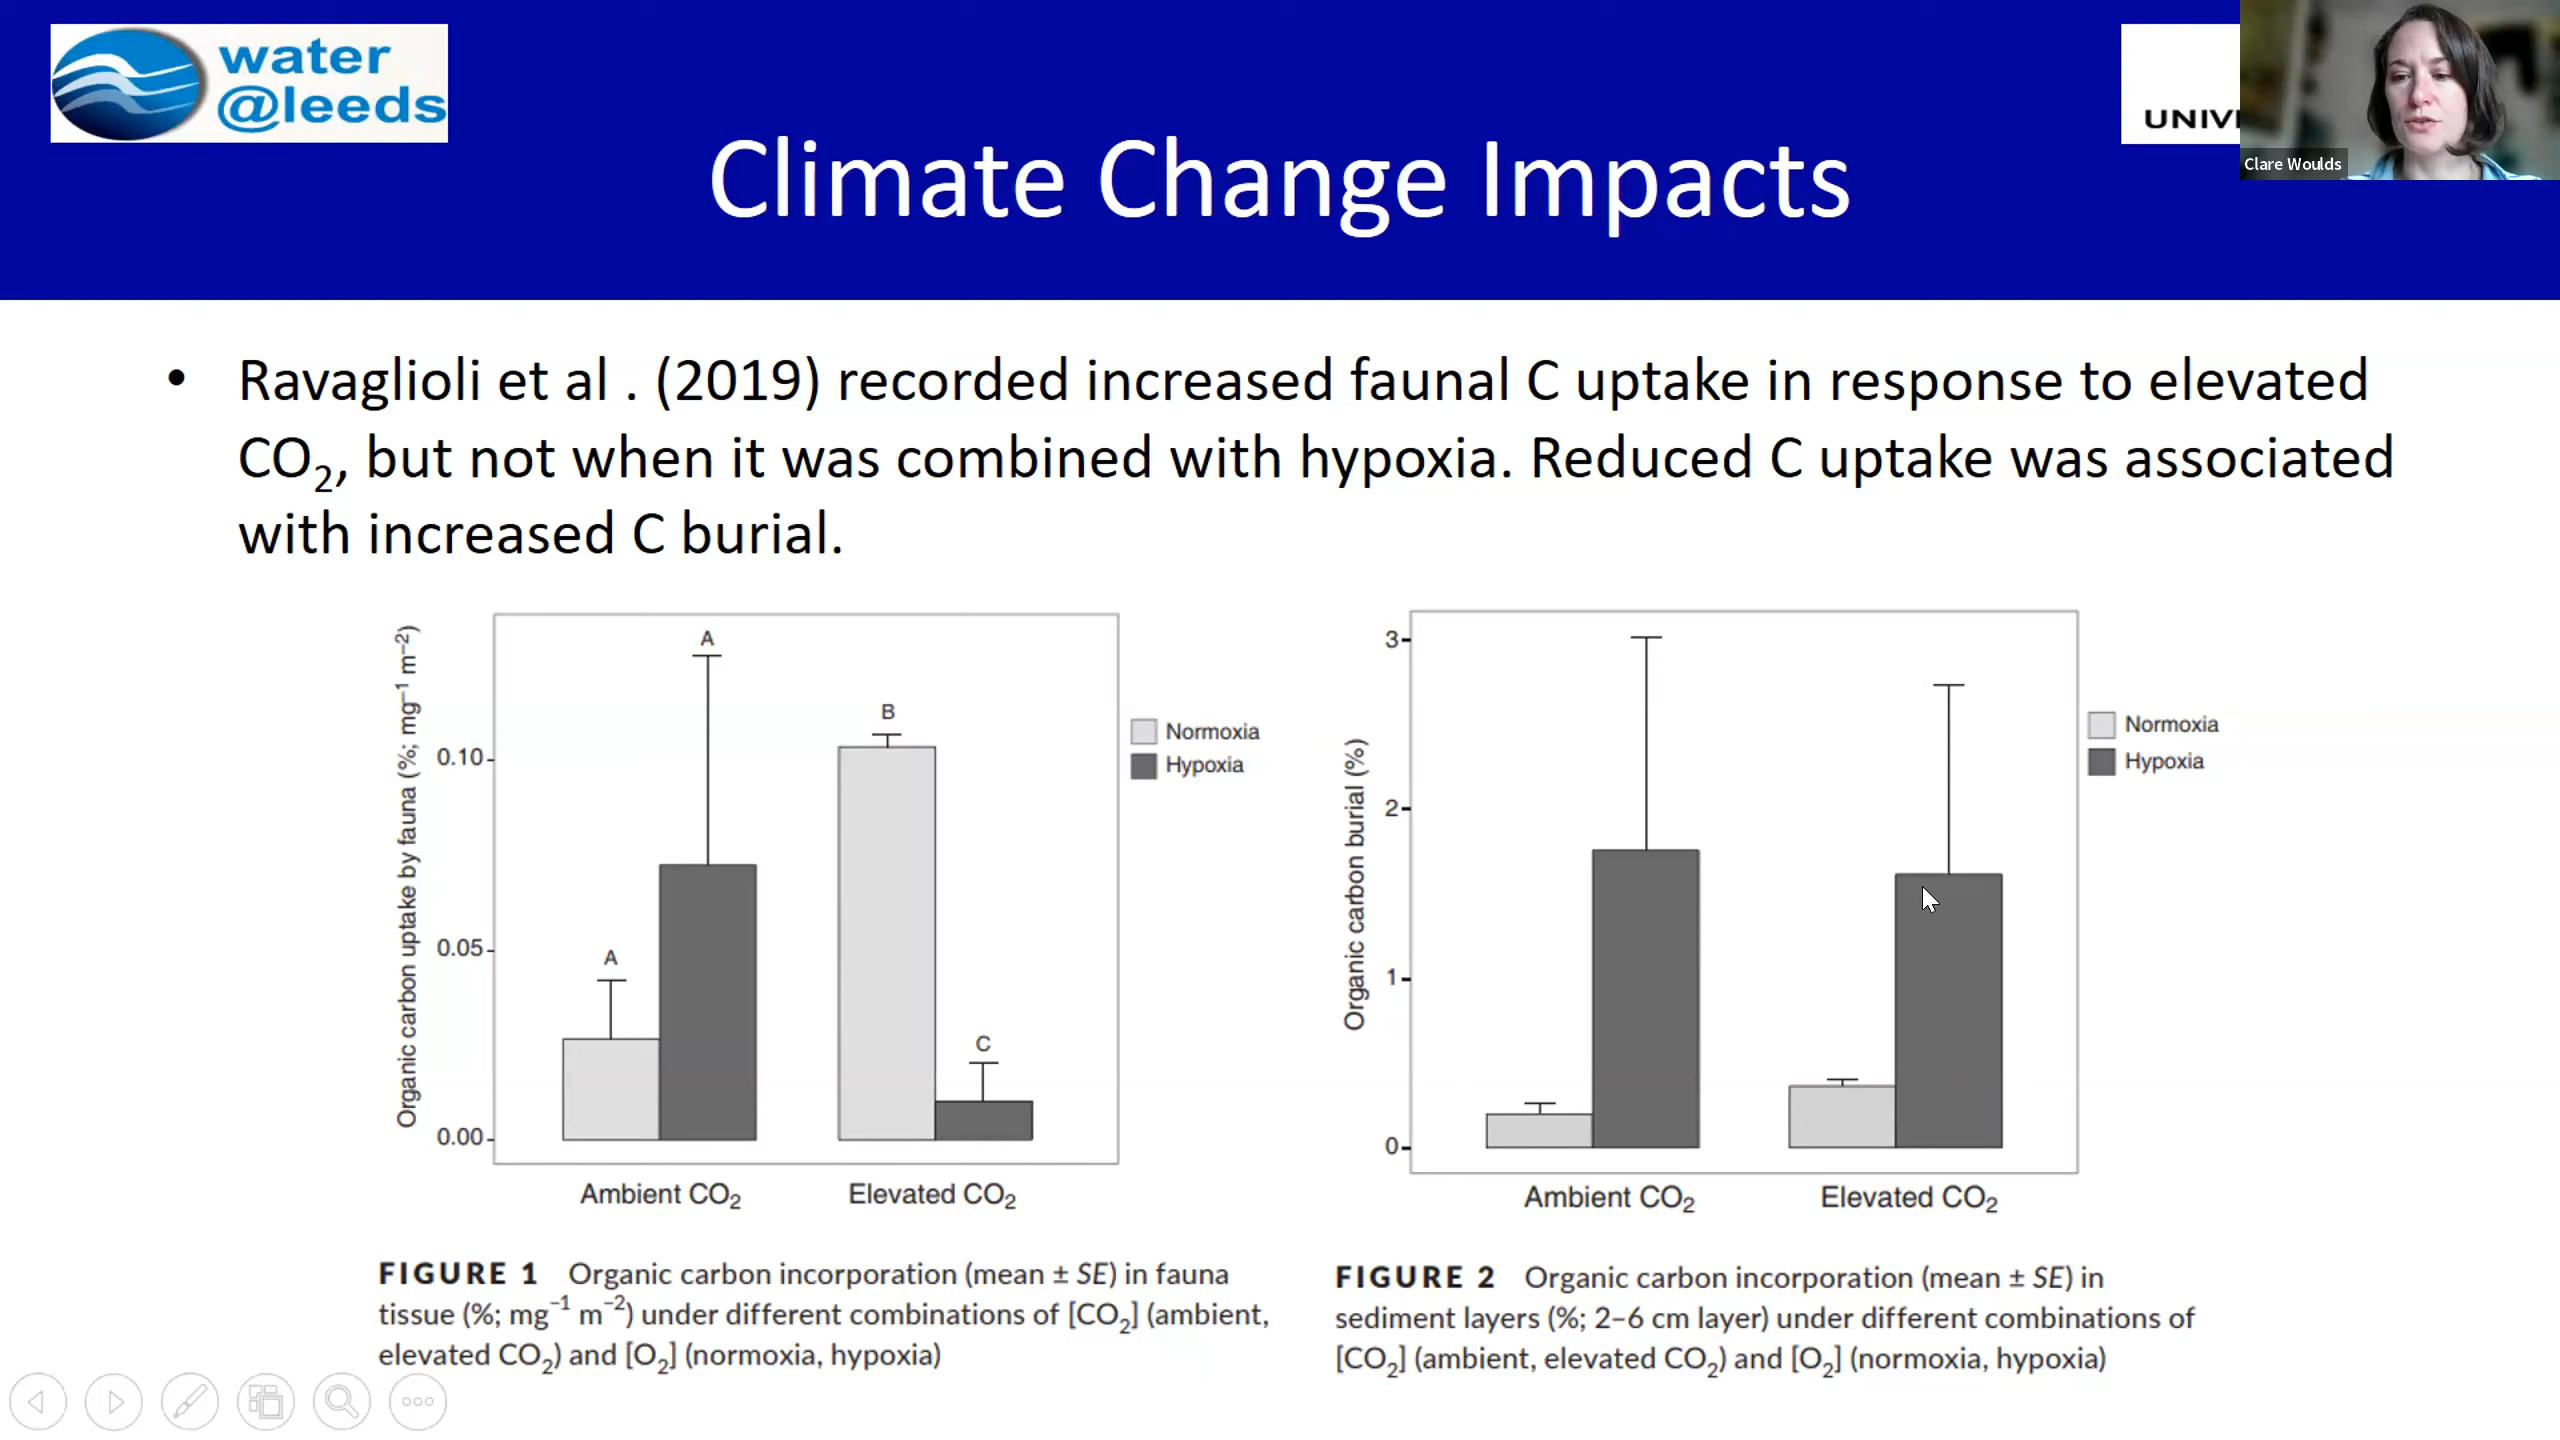 water
@leeds
UNIV
Clare Woulds
Climate Change Impacts
• Ravaglioli et al . (2019) recorded increased faunal C uptake in response to elevated
CO₂, but not when it was combined with hypoxia. Reduced C uptake was associated
with increased C burial.
Organic carbon uptake by fauna (%; mg⁻¹ m⁻²)
0.10
0.05
0.00
A
A
B
C
Normoxia
Hypoxia
Ambient CO₂
Elevated CO₂
FIGURE 1 Organic carbon incorporation (mean ± SE) in fauna
tissue (%; mg⁻¹ m⁻²) under different combinations of [CO₂] (ambient,
elevated CO₂) and [O₂] (normoxia, hypoxia)
Organic carbon burial (%)
3
2
1
0
Normoxia
Hypoxia
Ambient CO₂
Elevated CO₂
FIGURE 2 Organic carbon incorporation (mean ± SE) in
sediment layers (%; 2–6 cm layer) under different combinations of
[CO₂] (ambient, elevated CO₂) and [O₂] (normoxia, hypoxia)